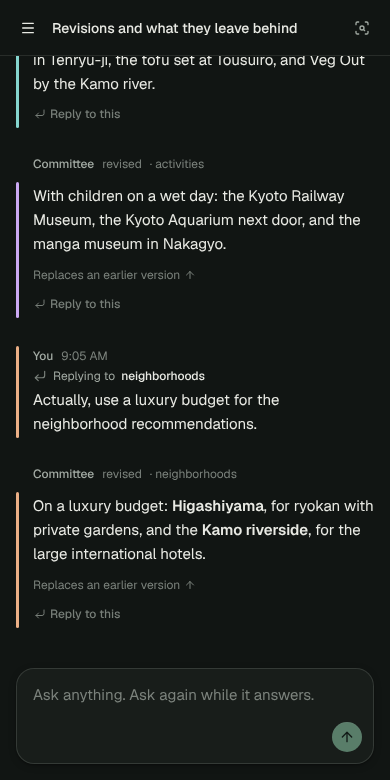 Revisions and what they leave behind
in Tenryu-ji, the tofu set at Tousuiro, and Veg Out
by the Kamo river.
Reply to this
Committee revised · activities
With children on a wet day: the Kyoto Railway
Museum, the Kyoto Aquarium next door, and the
manga museum in Nakagyo.
Replaces an earlier version ↑
Reply to this
You 9:05 AM
Replying to neighborhoods
Actually, use a luxury budget for the
neighborhood recommendations.
Committee revised · neighborhoods
On a luxury budget: Higashiyama, for ryokan with
private gardens, and the Kamo riverside, for the
large international hotels.
Replaces an earlier version ↑
Reply to this
Ask anything. Ask again while it answers.